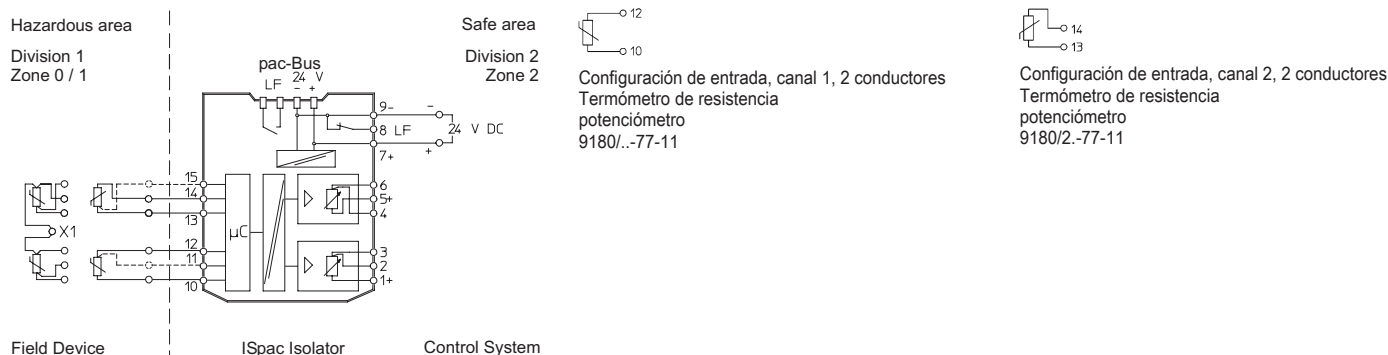 Hazardous area
Division 1
Zone 0 / 1
Safe area
Division 2
Zone 2
pac-Bus
LF 24 V
- +
9-
8 LF
7+
-
24 V DC
+
15
14
13
12
11
10
X1
µC
6
5+
4
3
2
1+
Field Device
ISpac Isolator
Control System
12
10
Configuración de entrada, canal 1, 2 conductores
Termómetro de resistencia
potenciómetro
9180/..-77-11
14
13
Configuración de entrada, canal 2, 2 conductores
Termómetro de resistencia
potenciómetro
9180/2.-77-11